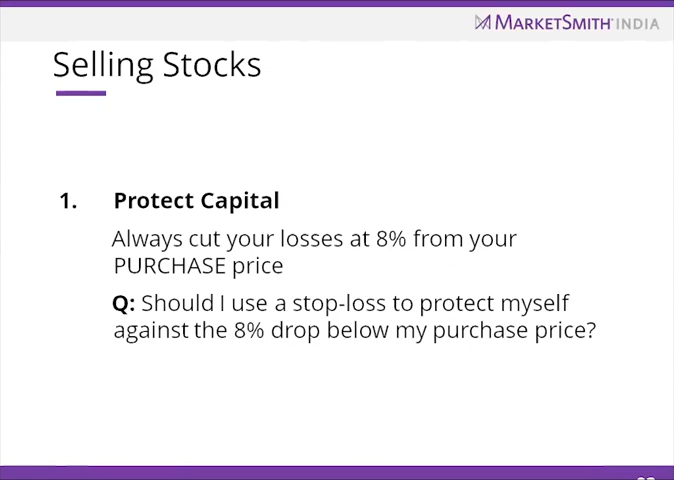 MARKETSMITH INDIA
Selling Stocks
1. Protect Capital
Always cut your losses at 8% from your
PURCHASE price
Q: Should I use a stop-loss to protect myself
against the 8% drop below my purchase price?